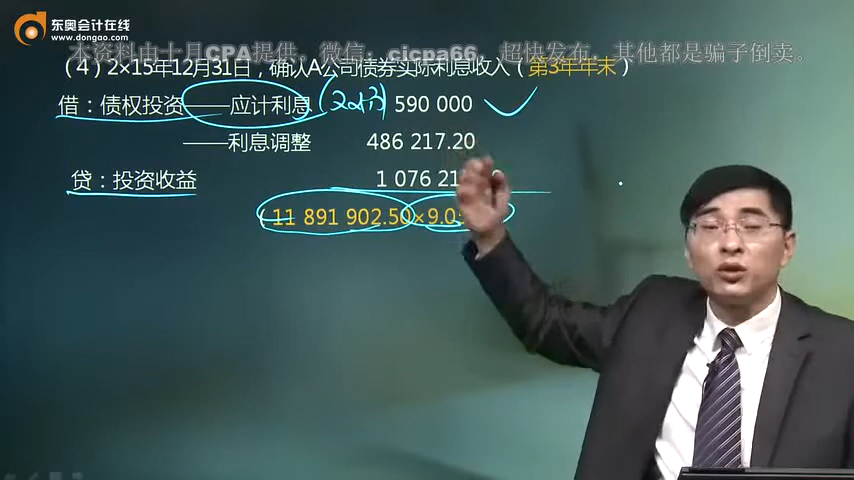 东奥会计在线
www.dongao.com
本资料由十月CPA提供。微信:cicpa66。超快发布。其他都是骗子倒卖。
(4)2×15年12月31日,确认A公司债券实际利息收入(第3年年末)
借:债权投资——应计利息 590 000
——利息调整 486 217.20
贷:投资收益 1 076 21
(11 891 902.50×9.0